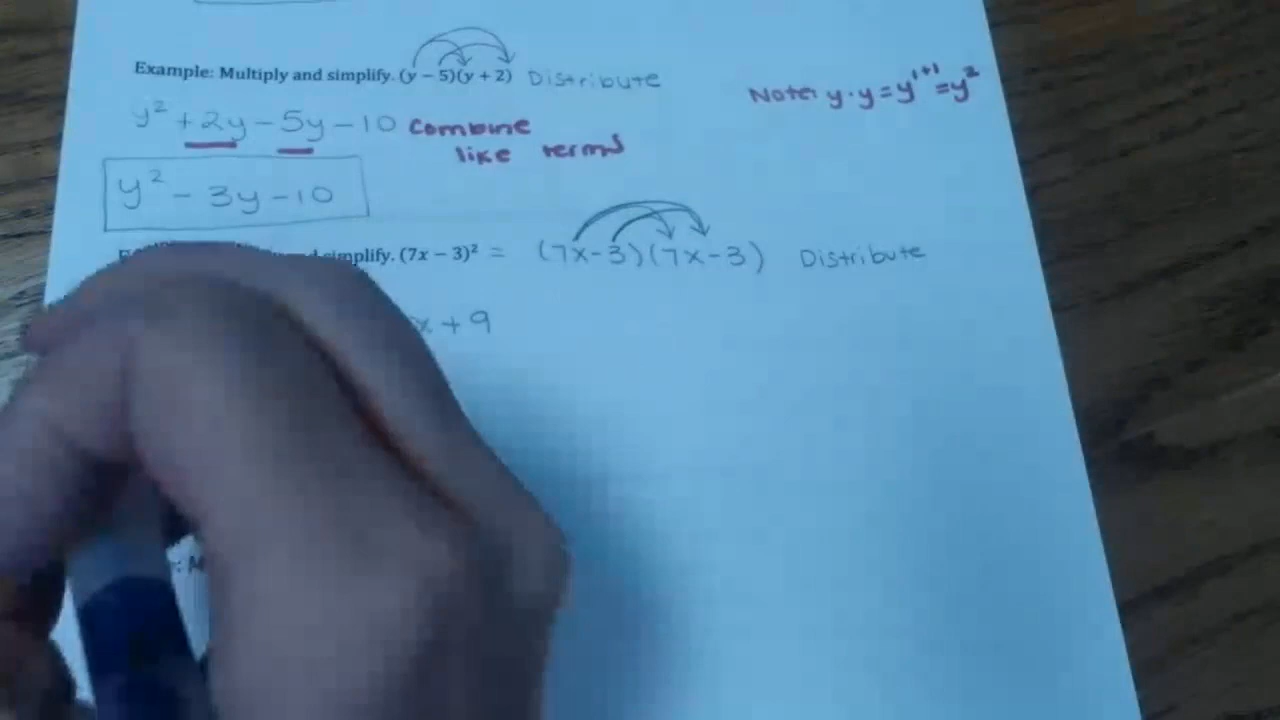 Example: Multiply and simplify. (y − 5)(y + 2) Distribute
Note: y · y = y¹⁺¹ = y²
y² + 2y − 5y − 10 Combine
like terms
y² − 3y − 10
simplify. (7x − 3)² = (7x − 3)(7x − 3) Distribute
x + 9